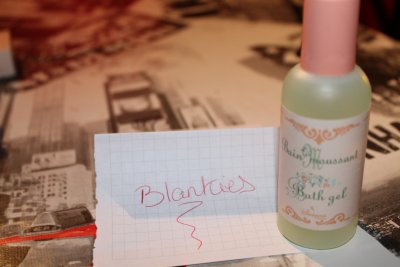 Blankies
Bain Moussant
Bath gel